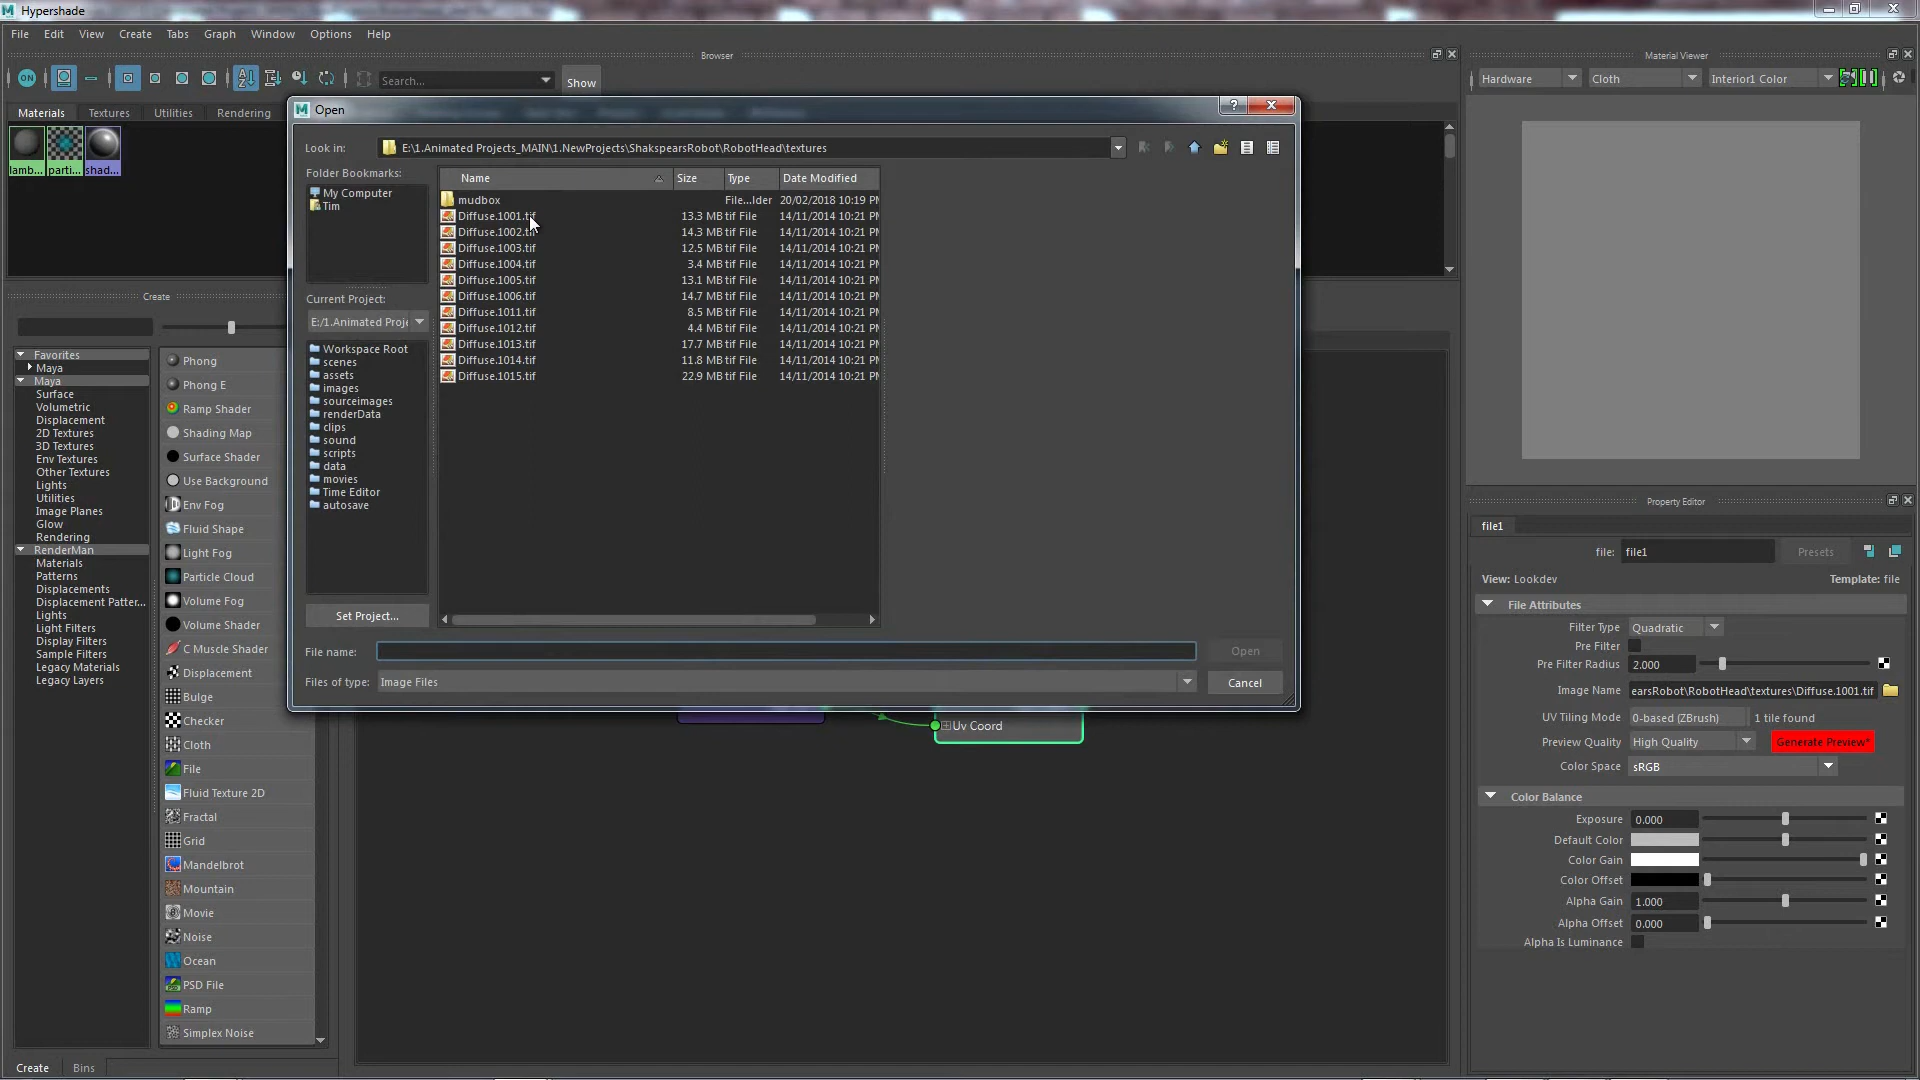 Hypershade
File Edit View Create Tabs Graph Window Options Help
Browser
Material Viewer
ON
Search...
Show
Hardware Cloth Interior1 Color
Materials Textures Utilities Rendering
lamb... parti... shad...
Open
Look in: E:\1.Animated Projects_MAIN\1.NewProjects\ShakspearsRobot\RobotHead\textures
Folder Bookmarks:
My Computer
Tim
Name Size Type Date Modified
mudbox File...lder 20/02/2018 10:19 PM
Diffuse.1001.tif 13.3 MB tif File 14/11/2014 10:21 PM
Diffuse.1002.tif 14.3 MB tif File 14/11/2014 10:21 PM
Diffuse.1003.tif 12.5 MB tif File 14/11/2014 10:21 PM
Diffuse.1004.tif 3.4 MB tif File 14/11/2014 10:21 PM
Diffuse.1005.tif 13.1 MB tif File 14/11/2014 10:21 PM
Diffuse.1006.tif 14.7 MB tif File 14/11/2014 10:21 PM
Diffuse.1011.tif 8.5 MB tif File 14/11/2014 10:21 PM
Diffuse.1012.tif 4.4 MB tif File 14/11/2014 10:21 PM
Diffuse.1013.tif 17.7 MB tif File 14/11/2014 10:21 PM
Diffuse.1014.tif 11.8 MB tif File 14/11/2014 10:21 PM
Diffuse.1015.tif 22.9 MB tif File 14/11/2014 10:21 PM
Current Project:
E:/1.Animated Proje
Workspace Root
scenes
assets
images
sourceimages
renderData
clips
sound
scripts
data
movies
Time Editor
autosave
Set Project...
File name:
Open
Files of type: Image Files
Cancel
Create
Favorites
Maya
Maya
Surface
Volumetric
Displacement
2D Textures
3D Textures
Env Textures
Other Textures
Lights
Utilities
Image Planes
Glow
Rendering
RenderMan
Materials
Patterns
Displacements
Displacement Patter...
Lights
Light Filters
Display Filters
Sample Filters
Legacy Materials
Legacy Layers
Phong
Phong E
Ramp Shader
Shading Map
Surface Shader
Use Background
Env Fog
Fluid Shape
Light Fog
Particle Cloud
Volume Fog
Volume Shader
C Muscle Shader
Displacement
Bulge
Checker
Cloth
File
Fluid Texture 2D
Fractal
Grid
Mandelbrot
Mountain
Movie
Noise
Ocean
PSD File
Ramp
Simplex Noise
Create Bins
Uv Coord
Property Editor
file1
file: file1 Presets
View: Lookdev Template: file
File Attributes
Filter Type Quadratic
Pre Filter
Pre Filter Radius 2.000
Image Name earsRobot\RobotHead\textures\Diffuse.1001.tif
UV Tiling Mode 0-based (ZBrush) 1 tile found
Preview Quality High Quality Generate Preview*
Color Space sRGB
Color Balance
Exposure 0.000
Default Color
Color Gain
Color Offset
Alpha Gain 1.000
Alpha Offset 0.000
Alpha Is Luminance